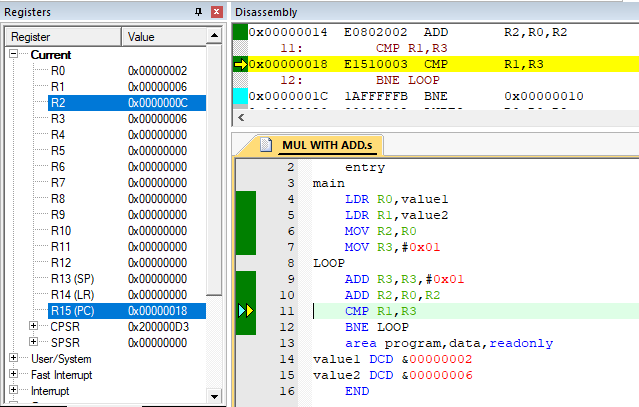 Registers
Register Value
Current
R0 0x00000002
R1 0x00000006
R2 0x0000000C
R3 0x00000006
R4 0x00000000
R5 0x00000000
R6 0x00000000
R7 0x00000000
R8 0x00000000
R9 0x00000000
R10 0x00000000
R11 0x00000000
R12 0x00000000
R13 (SP) 0x00000000
R14 (LR) 0x00000000
R15 (PC) 0x00000018
CPSR 0x200000D3
SPSR 0x00000000
User/System
Fast Interrupt
Interrupt
Disassembly
0x00000014 E0802002 ADD R2,R0,R2
11: CMP R1,R3
0x00000018 E1510003 CMP R1,R3
12: BNE LOOP
0x0000001C 1AFFFFFB BNE 0x00000010
MUL WITH ADD.s
2 entry
3 main
4 LDR R0,value1
5 LDR R1,value2
6 MOV R2,R0
7 MOV R3,#0x01
8 LOOP
9 ADD R3,R3,#0x01
10 ADD R2,R0,R2
11 CMP R1,R3
12 BNE LOOP
13 area program,data,readonly
14 value1 DCD &00000002
15 value2 DCD &00000006
16 END